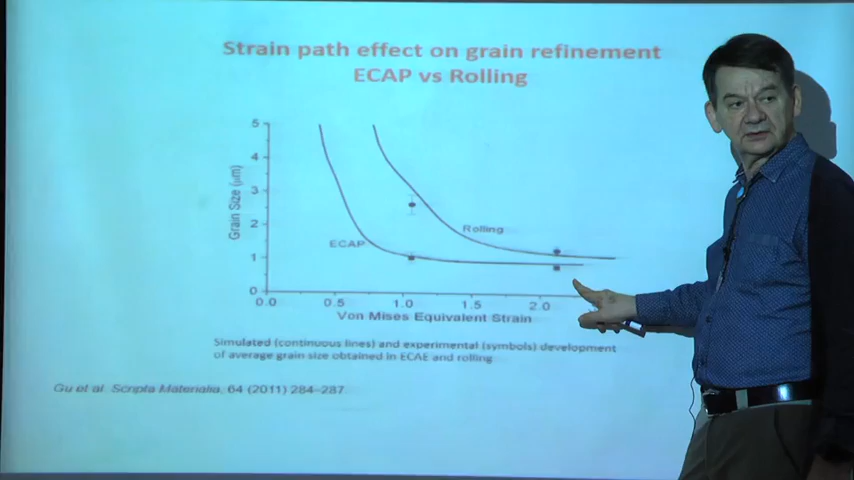 Strain path effect on grain refinement
ECAP vs Rolling
5
4
3
2
1
0
Grain Size (μm)
Rolling
ECAP
0.0 0.5 1.0 1.5 2.0
Von Mises Equivalent Strain
Simulated (continuous lines) and experimental (symbols) development
of average grain size obtained in ECAE and rolling
Gu et al. Scripta Materialia, 64 (2011) 284–287